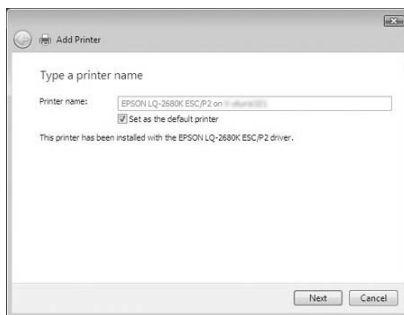 Add Printer
Type a printer name
Printer name: EPSON LQ-2680K ESC/P2 on
Set as the default printer
This printer has been installed with the EPSON LQ-2680K ESC/P2 driver.
Next Cancel